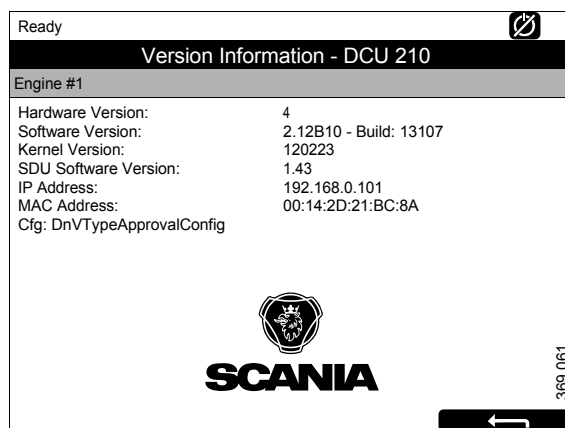 Ready
Version Information - DCU 210
Engine #1
Hardware Version: 4
Software Version: 2.12B10 - Build: 13107
Kernel Version: 120223
SDU Software Version: 1.43
IP Address: 192.168.0.101
MAC Address: 00:14:2D:21:BC:8A
Cfg: DnVTypeApprovalConfig
SCANIA
369 061